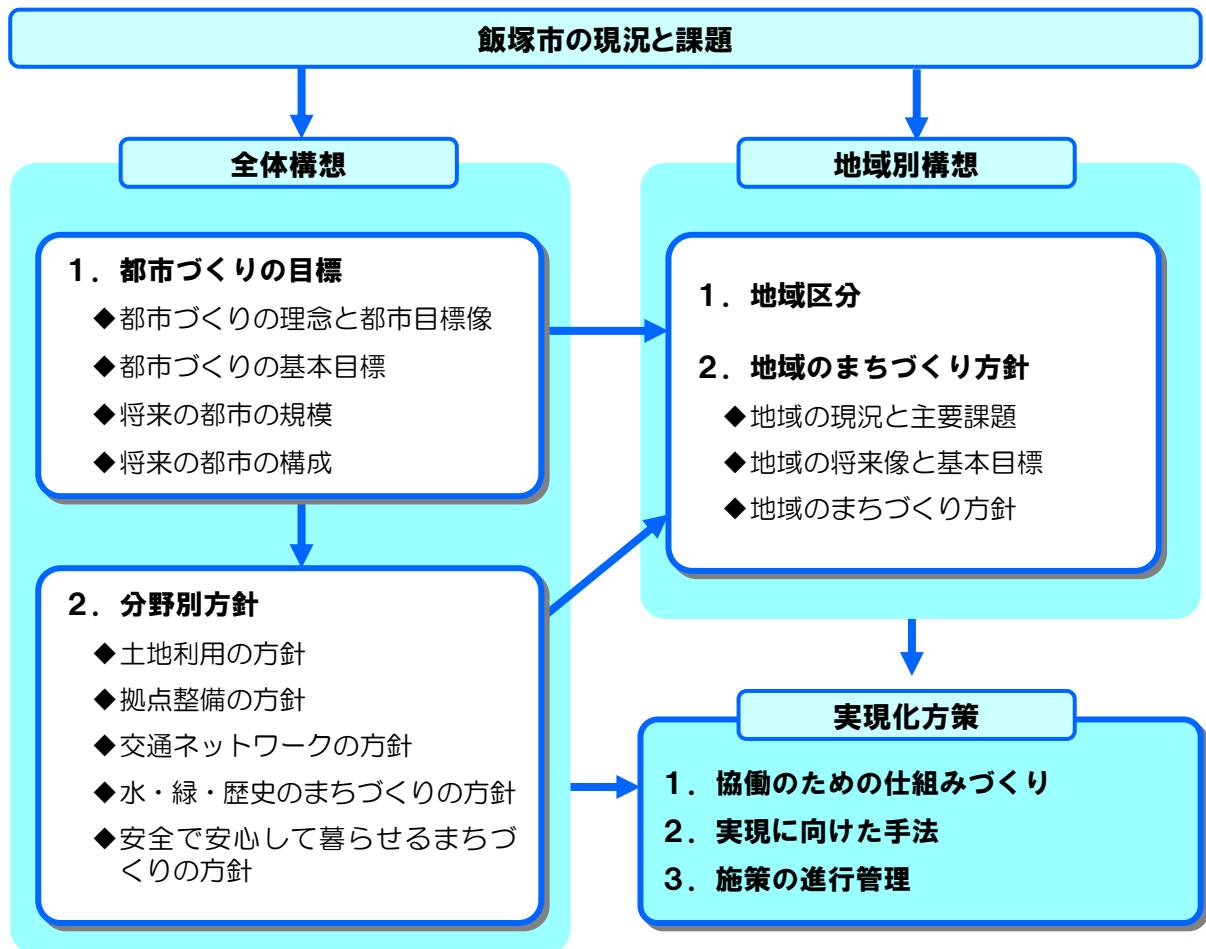 飯塚市の現況と課題
全体構想
1．都市づくりの目標
◆都市づくりの理念と都市目標像
◆都市づくりの基本目標
◆将来の都市の規模
◆将来の都市の構成
2．分野別方針
◆土地利用の方針
◆拠点整備の方針
◆交通ネットワークの方針
◆水・緑・歴史のまちづくりの方針
◆安全で安心して暮らせるまちづ
くりの方針
地域別構想
1．地域区分
2．地域のまちづくり方針
◆地域の現況と主要課題
◆地域の将来像と基本目標
◆地域のまちづくり方針
実現化方策
1．協働のための仕組みづくり
2．実現に向けた手法
3．施策の進行管理